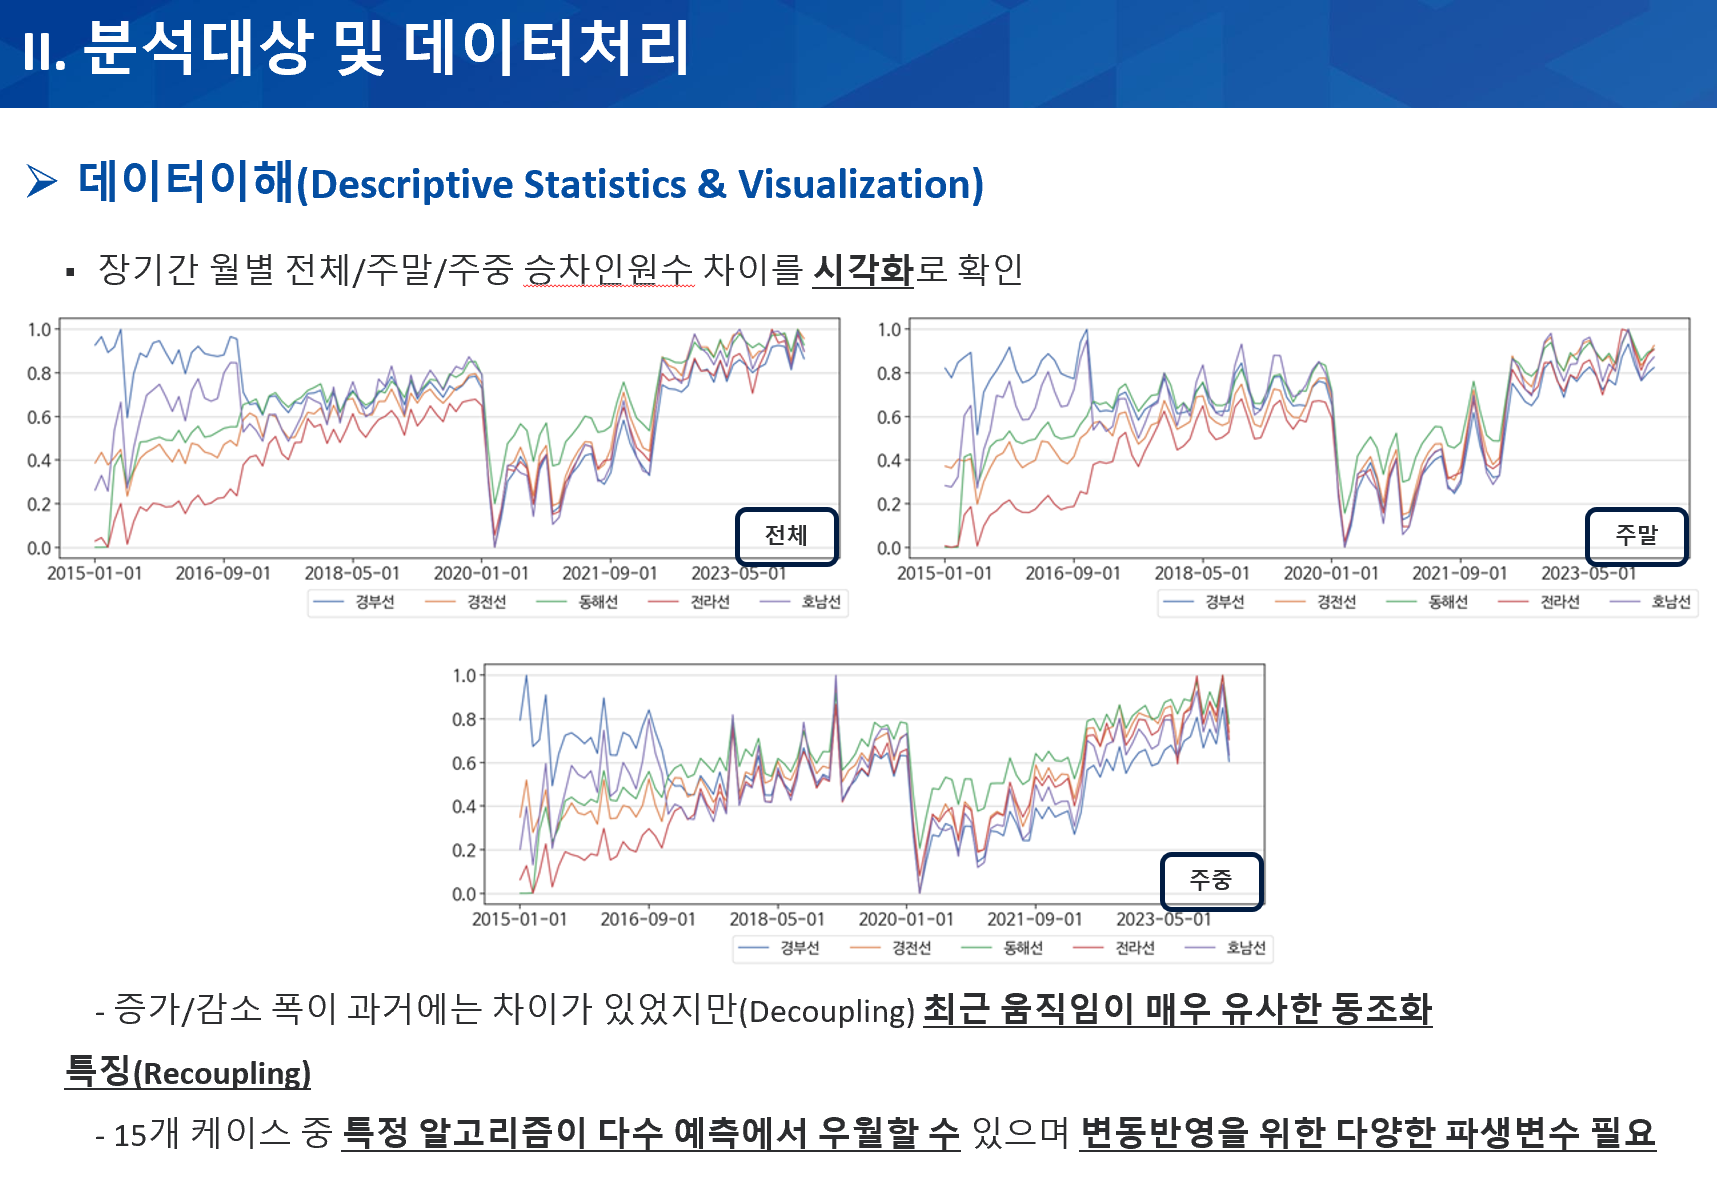 II. 분석대상 및 데이터처리
➢ 데이터이해(Descriptive Statistics & Visualization)
▪ 장기간 월별 전체/주말/주중 승차인원수 차이를 시각화로 확인
1.0
0.8
0.6
0.4
0.2
0.0
전체
2015-01-01 2016-09-01 2018-05-01 2020-01-01 2021-09-01 2023-05-01
경부선 경전선 동해선 전라선 호남선
1.0
0.8
0.6
0.4
0.2
0.0
주말
2015-01-01 2016-09-01 2018-05-01 2020-01-01 2021-09-01 2023-05-01
경부선 경전선 동해선 전라선 호남선
1.0
0.8
0.6
0.4
0.2
0.0
주중
2015-01-01 2016-09-01 2018-05-01 2020-01-01 2021-09-01 2023-05-01
경부선 경전선 동해선 전라선 호남선
- 증가/감소 폭이 과거에는 차이가 있었지만(Decoupling) 최근 움직임이 매우 유사한 동조화
특징(Recoupling)
- 15개 케이스 중 특정 알고리즘이 다수 예측에서 우월할 수 있으며 변동반영을 위한 다양한 파생변수 필요